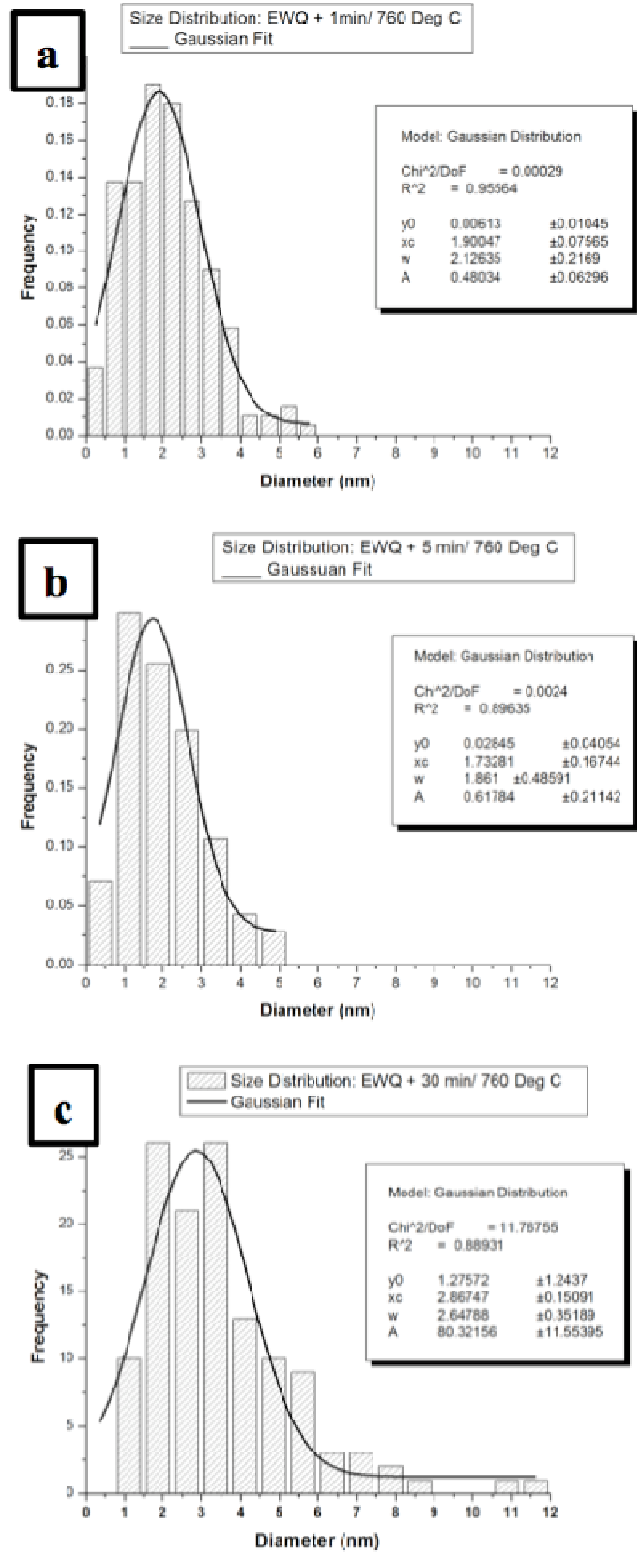 a
Size Distribution: EWQ + 1min/ 760 Deg C
____ Gaussian Fit
Model: Gaussian Distribution
Chi^2/DoF = 0.00029
R^2 = 0.95564
y0 0.00613 ±0.01045
xc 1.90047 ±0.07565
w 2.12635 ±0.2169
A 0.48034 ±0.06296
Frequency
0.18
0.16
0.14
0.12
0.10
0.08
0.06
0.04
0.02
0.00
0 1 2 3 4 5 6 7 8 9 10 11 12
Diameter (nm)
b
Size Distribution: EWQ + 5 min/ 760 Deg C
____ Gaussuan Fit
Model: Gaussian Distribution
Chi^2/DoF = 0.0024
R^2 = 0.89635
y0 0.02845 ±0.04054
xc 1.73281 ±0.16744
w 1.861 ±0.48591
A 0.61784 ±0.21142
Frequency
0.25
0.20
0.15
0.10
0.05
0.00
0 1 2 3 4 5 6 7 8 9 10 11 12
Diameter (nm)
c
Size Distribution: EWQ + 30 min/ 760 Deg C
Gaussian Fit
Model: Gaussian Distribution
Chi^2/DoF = 11.76755
R^2 = 0.88931
y0 1.27572 ±1.2437
xc 2.86747 ±0.15091
w 2.64788 ±0.35189
A 80.32156 ±11.55395
Frequency
25
20
15
10
5
0
0 1 2 3 4 5 6 7 8 9 10 11 12
Diameter (nm)